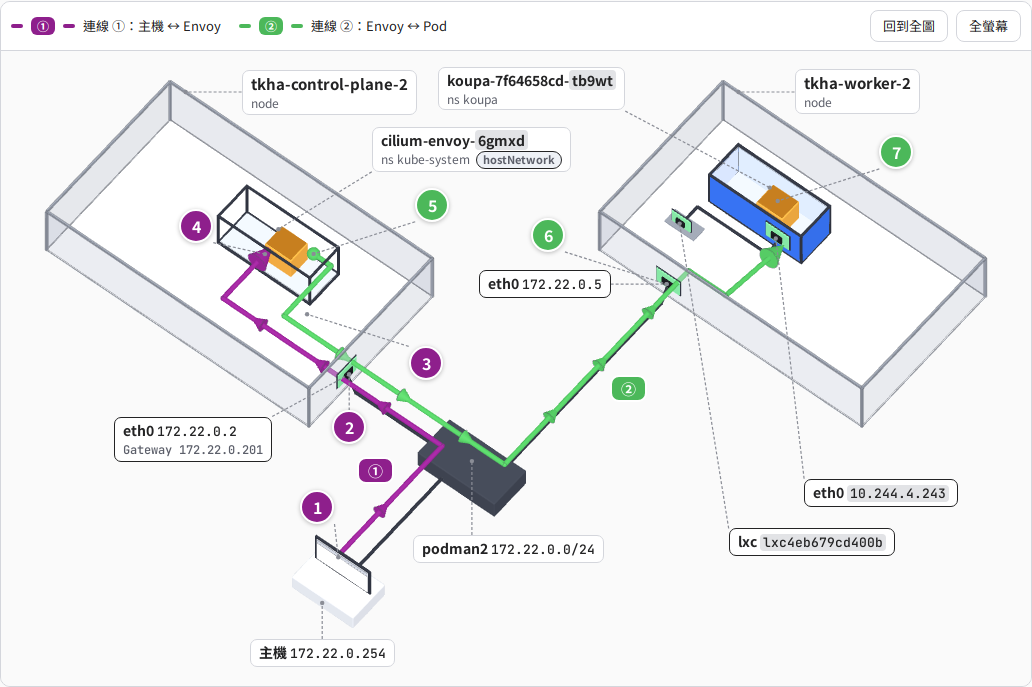 ① 連線 ①：主機 ↔ Envoy ② 連線 ②：Envoy ↔ Pod 回到全圖 全螢幕
tkha-control-plane-2
node
koupa-7f64658cd-tb9wt
ns koupa
tkha-worker-2
node
cilium-envoy-6gmxd
ns kube-system hostNetwork
7
5
4
6
eth0 172.22.0.5
3
②
eth0 172.22.0.2
Gateway 172.22.0.201
2
①
1
eth0 10.244.4.243
podman2 172.22.0.0/24
lxc lxc4eb679cd400b
主機 172.22.0.254